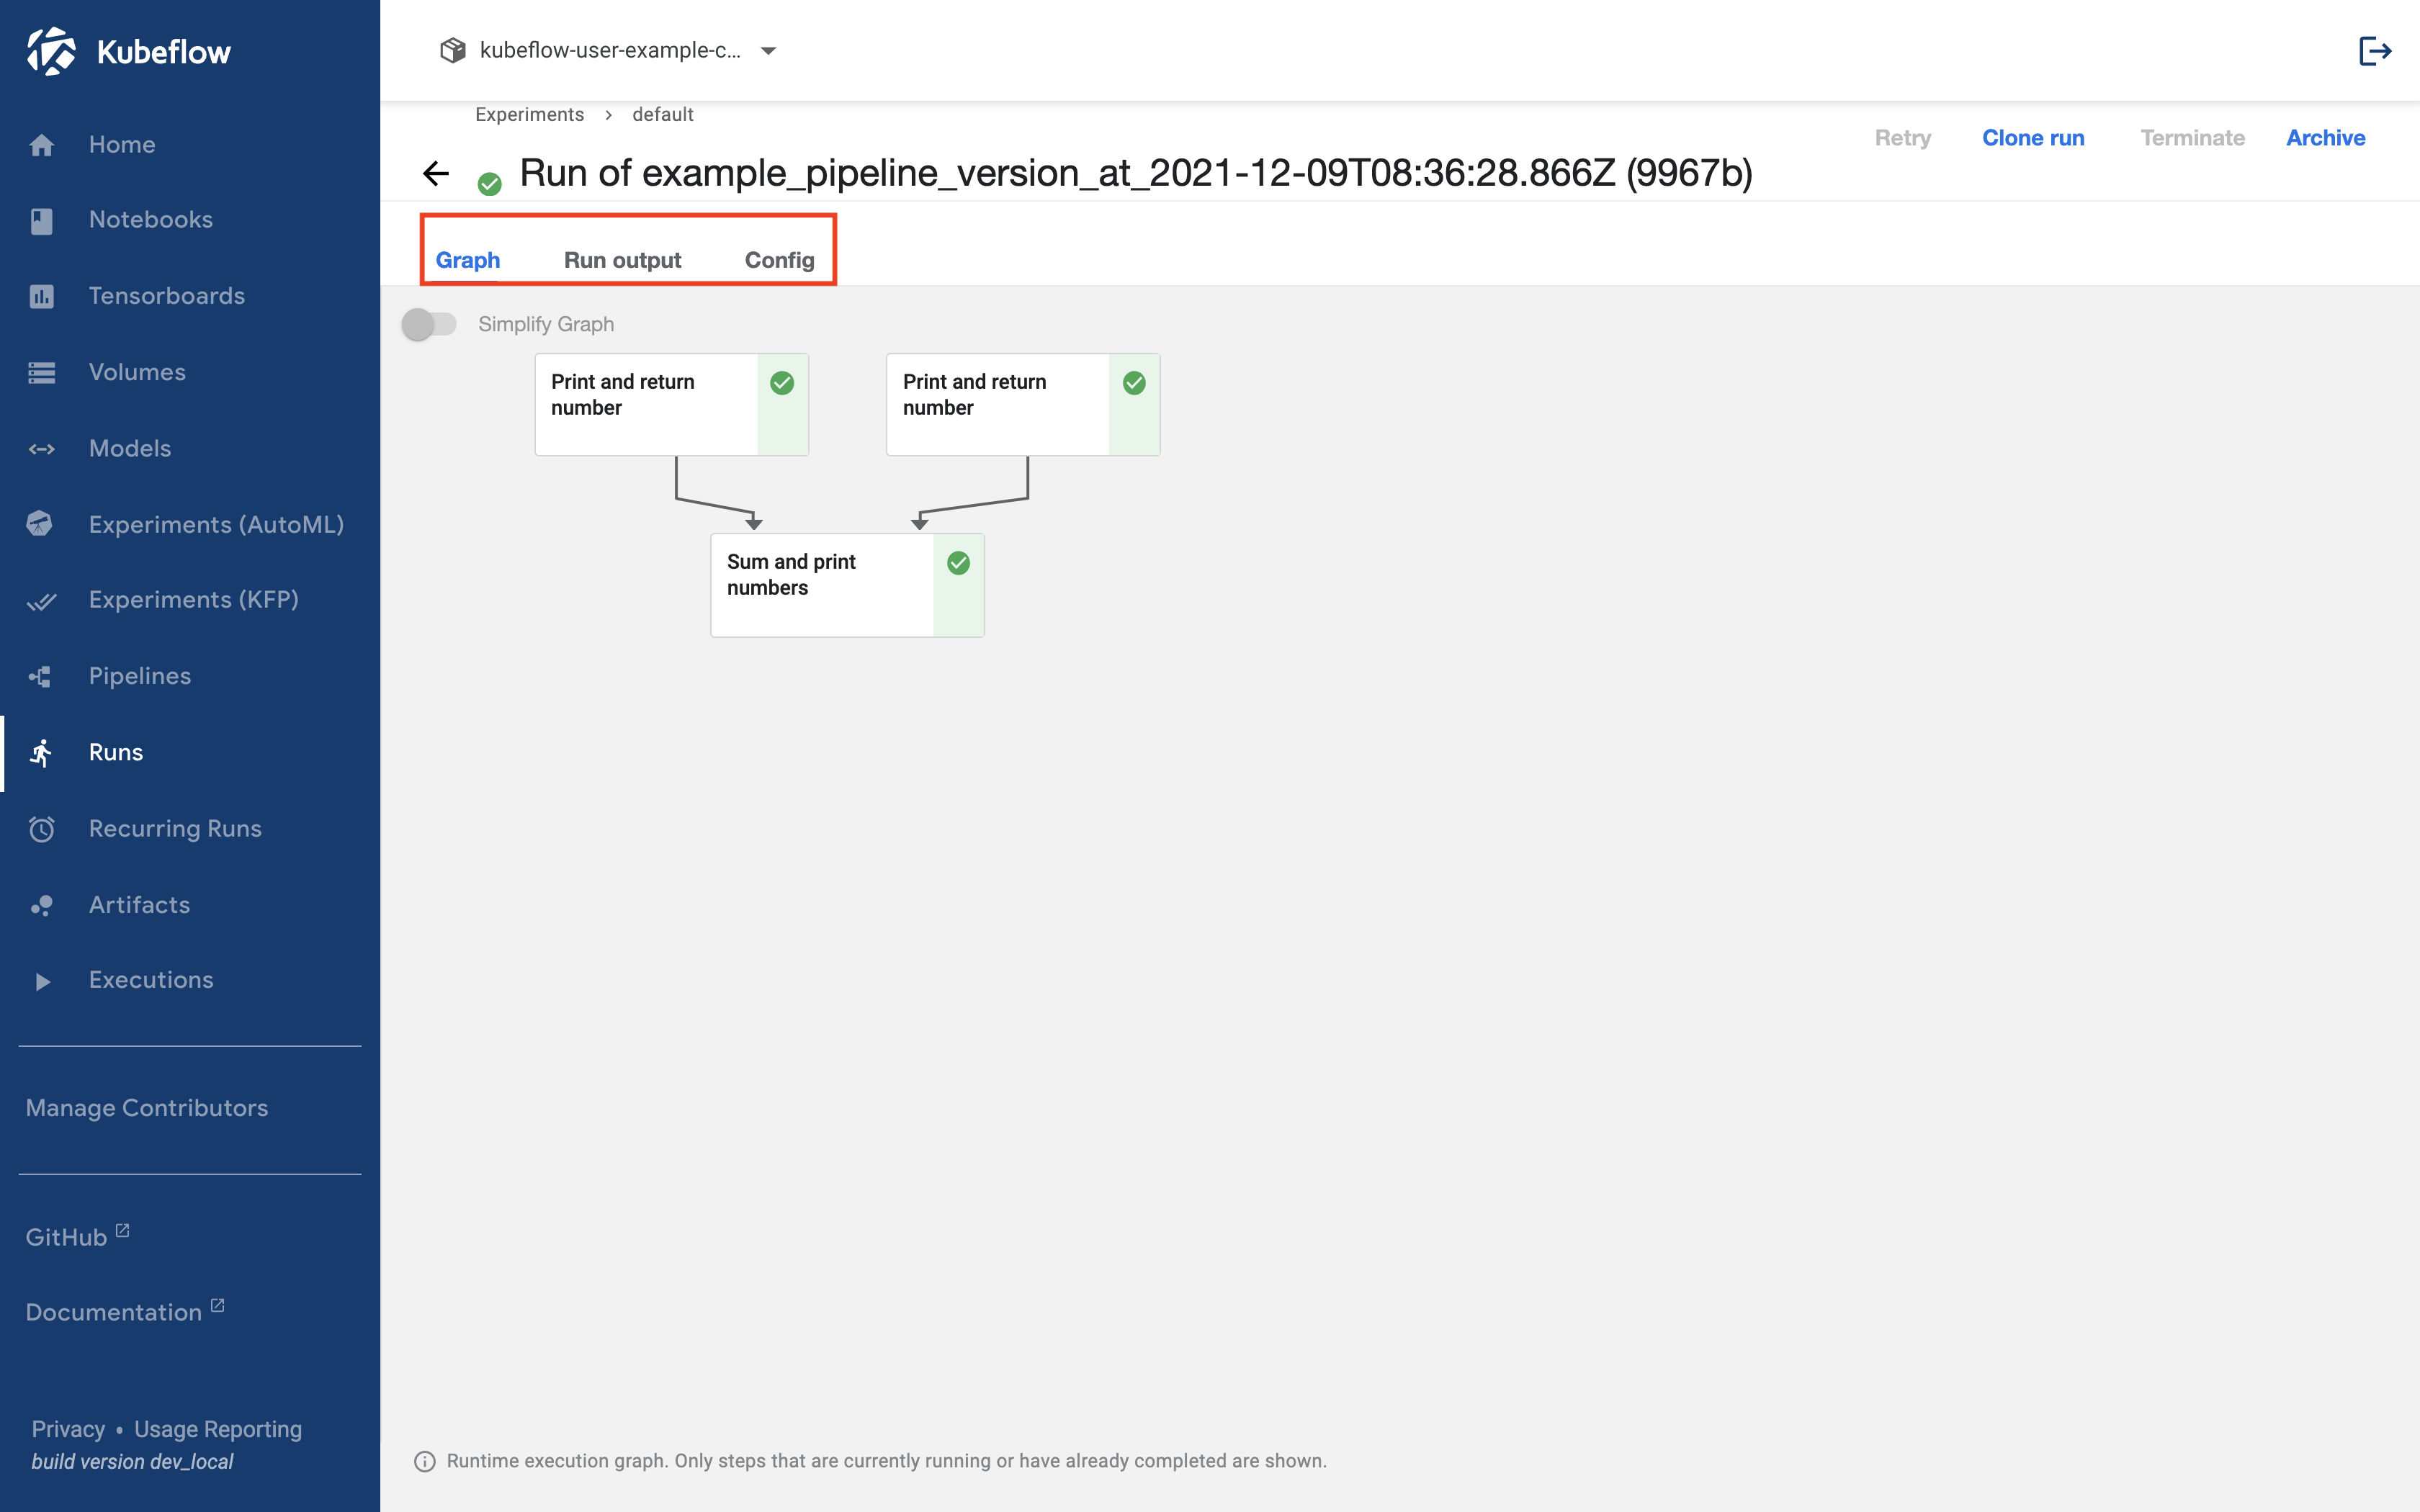 Kubeflow
Home
Notebooks
Tensorboards
Volumes
Models
Experiments (AutoML)
Experiments (KFP)
Pipelines
Runs
Recurring Runs
Artifacts
Executions
Manage Contributors
GitHub
Documentation
Privacy • Usage Reporting
build version dev_local
kubeflow-user-example-c...
Experiments > default
Retry Clone run Terminate Archive
Run of example_pipeline_version_at_2021-12-09T08:36:28.866Z (9967b)
Graph Run output Config
Simplify Graph
Print and return
number
Print and return
number
Sum and print
numbers
Runtime execution graph. Only steps that are currently running or have already completed are shown.